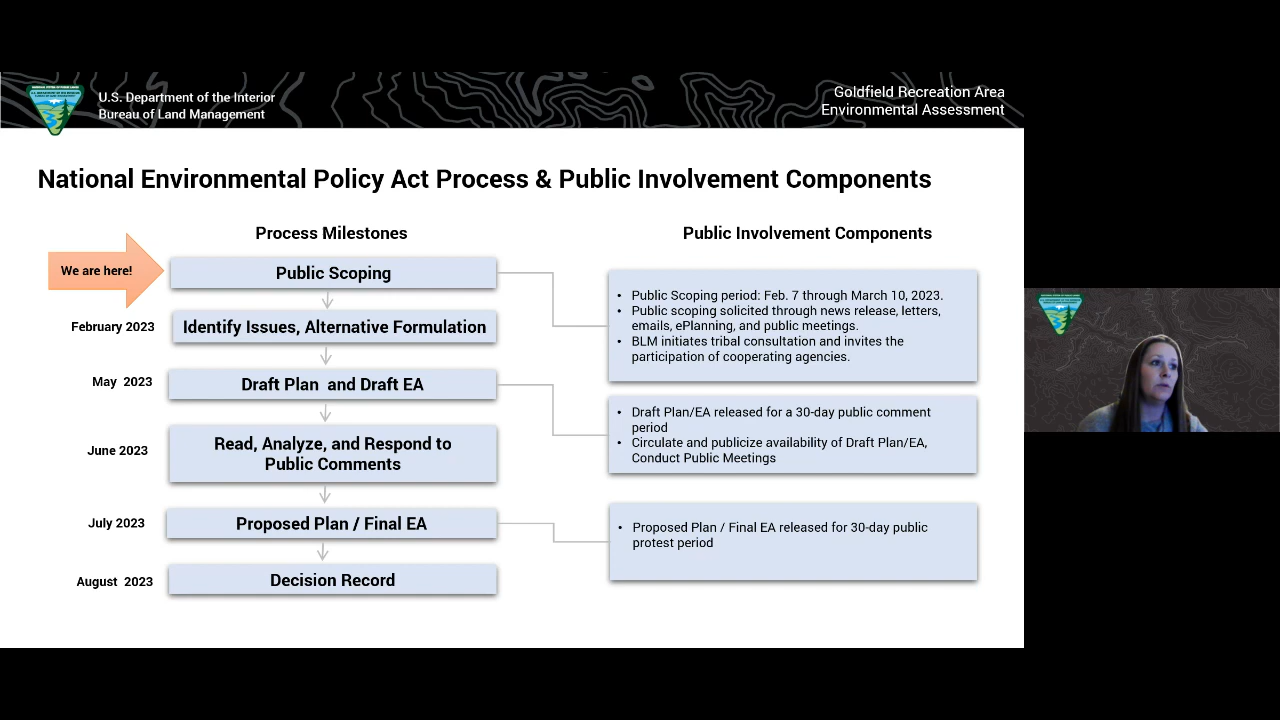 U.S. Department of the Interior
Bureau of Land Management
Goldfield Recreation Area
Environmental Assessment
National Environmental Policy Act Process & Public Involvement Components
Process Milestones
Public Involvement Components
We are here!
Public Scoping
• Public Scoping period: Feb. 7 through March 10, 2023.
• Public scoping solicited through news release, letters,
emails, ePlanning, and public meetings.
• BLM initiates tribal consultation and invites the
participation of cooperating agencies.
February 2023
Identify Issues, Alternative Formulation
May 2023
Draft Plan and Draft EA
• Draft Plan/EA released for a 30-day public comment
period
• Circulate and publicize availability of Draft Plan/EA,
Conduct Public Meetings
June 2023
Read, Analyze, and Respond to
Public Comments
July 2023
Proposed Plan / Final EA
• Proposed Plan / Final EA released for 30-day public
protest period
August 2023
Decision Record